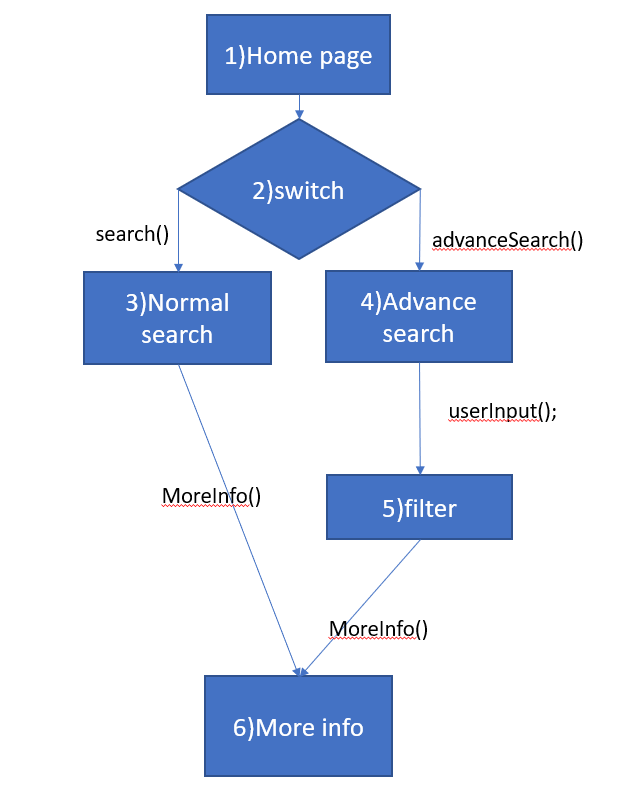 1)Home page
2)switch
search()
advanceSearch()
3)Normal
search
4)Advance
search
userInput();
MoreInfo()
5)filter
MoreInfo()
6)More info